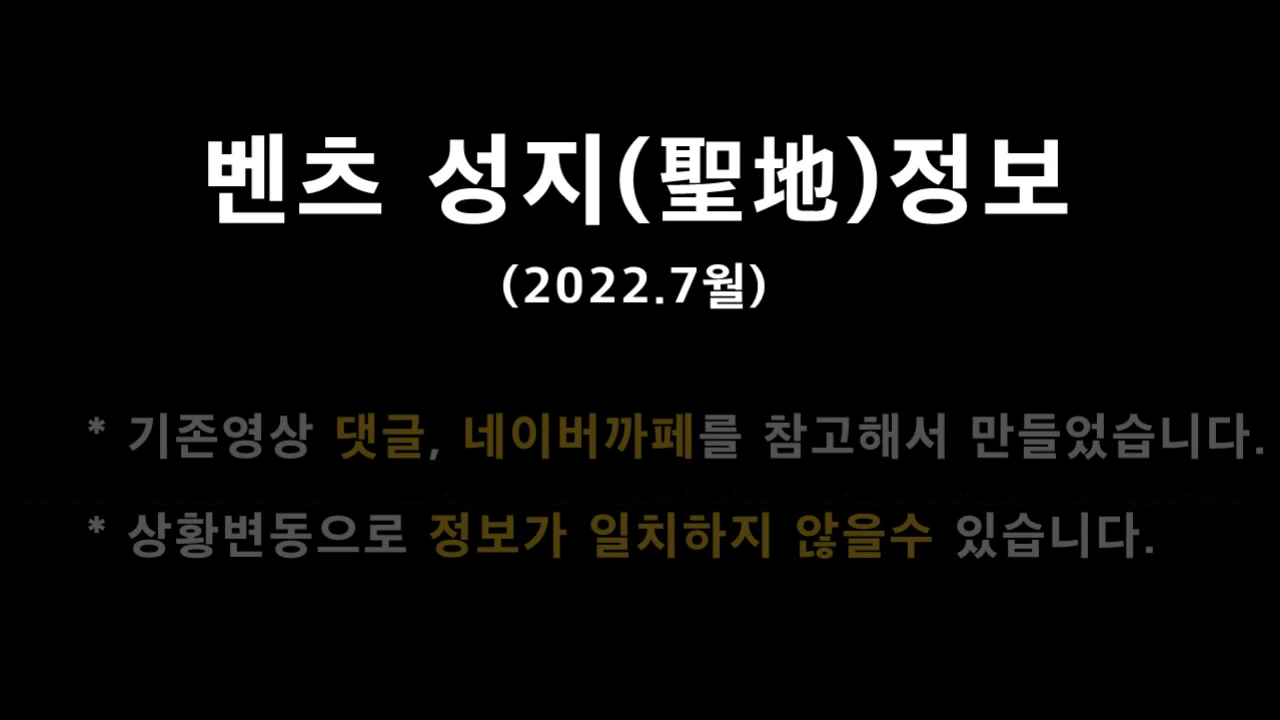 벤츠 성지(聖地)정보
(2022.7월)
* 기존영상 댓글, 네이버까페를 참고해서 만들었습니다.
* 상황변동으로 정보가 일치하지 않을수 있습니다.